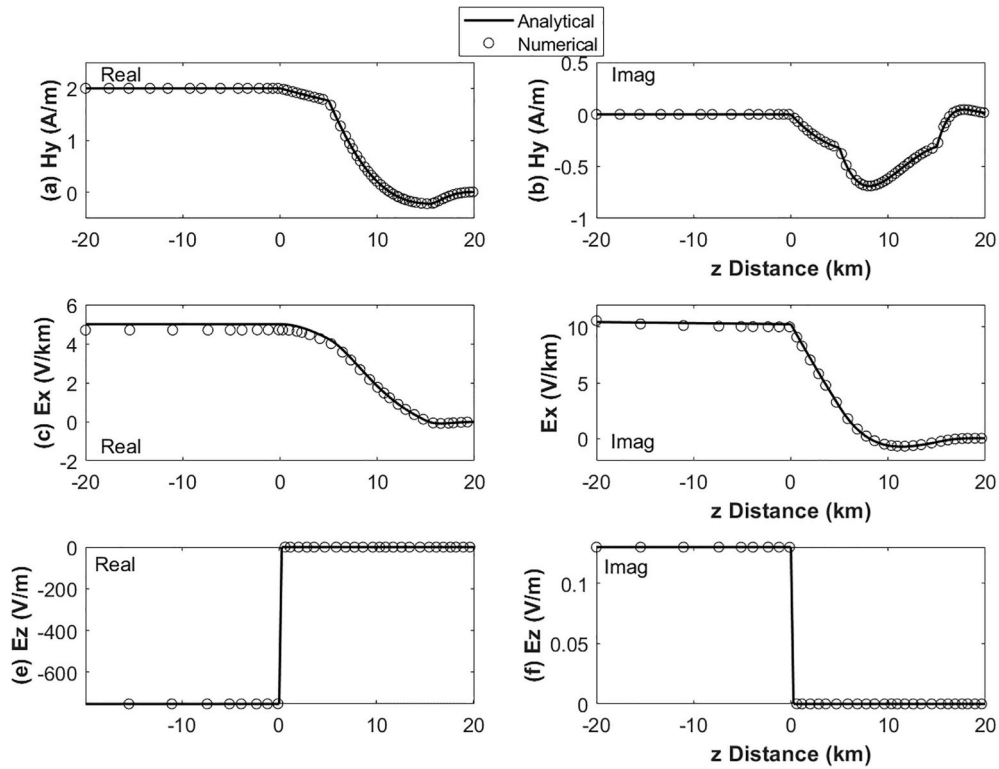 Analytical
Numerical
Real
2
1
0
(a) Hy (A/m)
-20 -10 0 10 20
Imag
0.5
0
-0.5
-1
(b) Hy (A/m)
-20 -10 0 10 20
z Distance (km)
6
4
2
0
-2
(c) Ex (V/km)
Real
-20 -10 0 10 20
10
5
0
Ex (V/km)
Imag
-20 -10 0 10 20
z Distance (km)
0
-200
-400
-600
(e) Ez (V/m)
Real
-20 -10 0 10 20
0.1
0.05
0
(f) Ez (V/m)
Imag
-20 -10 0 10 20
z Distance (km)